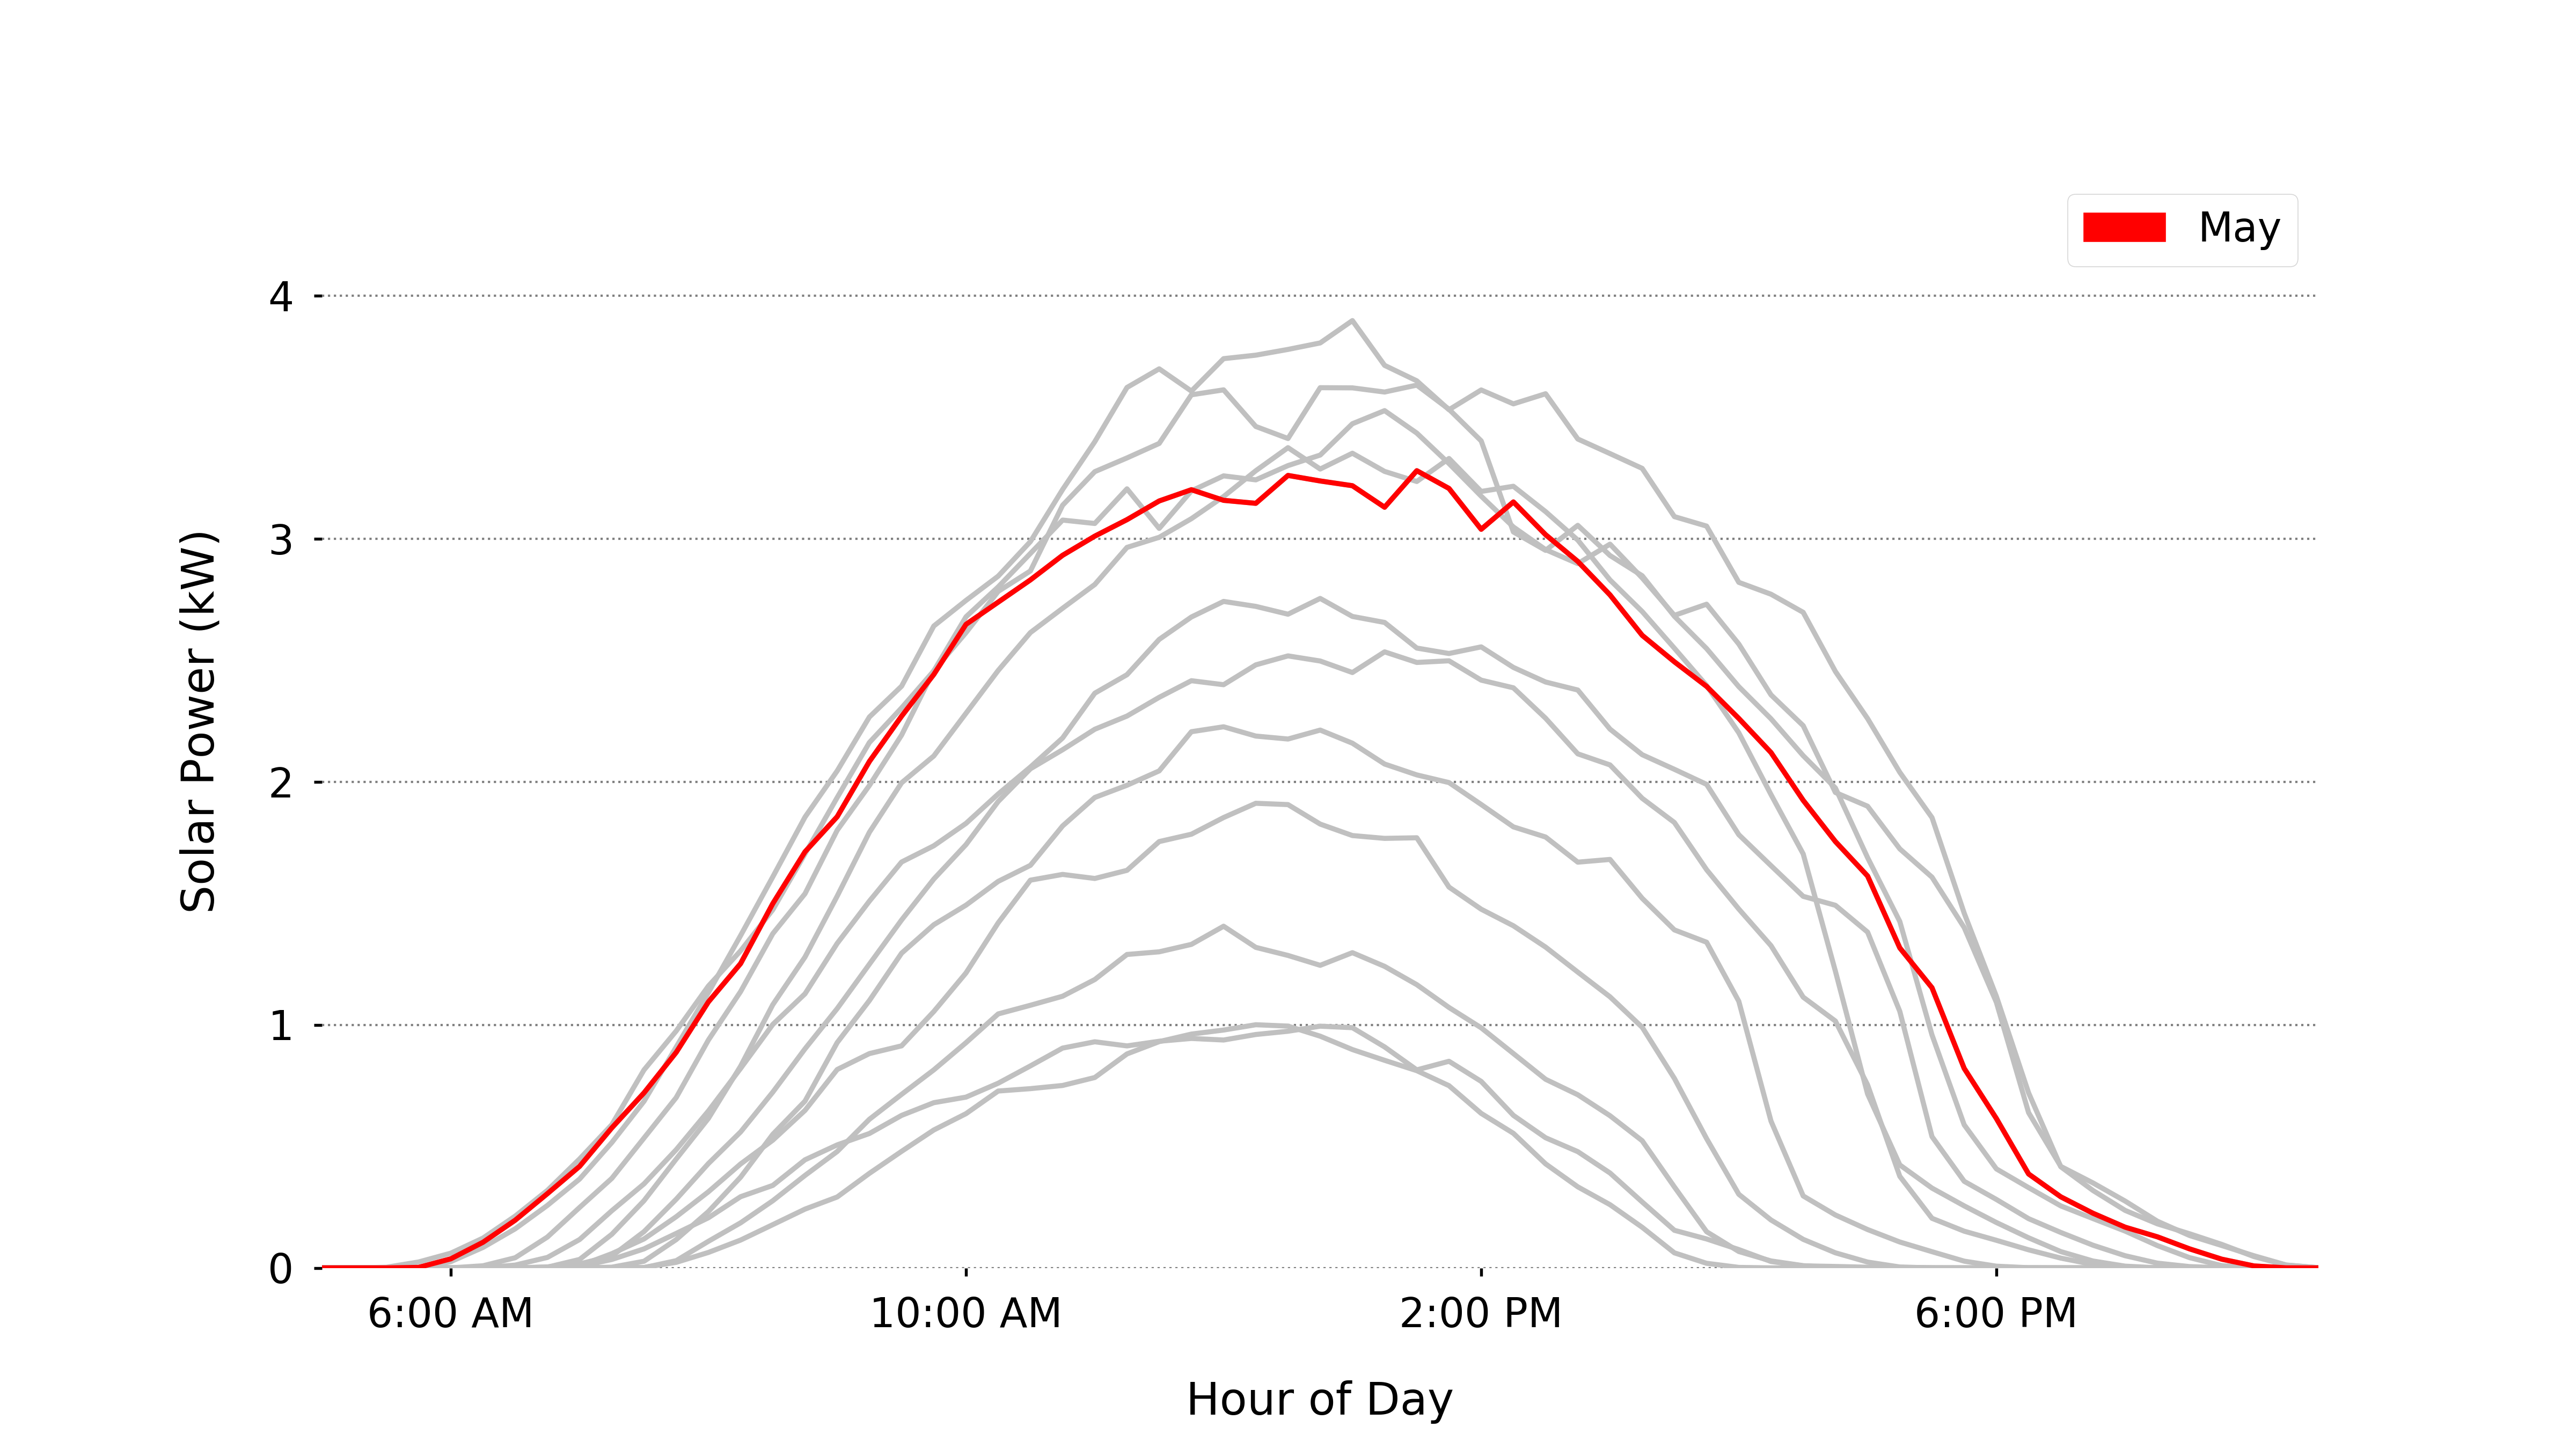 May
4
3
2
1
0
Solar Power (kW)
6:00 AM
10:00 AM
2:00 PM
6:00 PM
Hour of Day